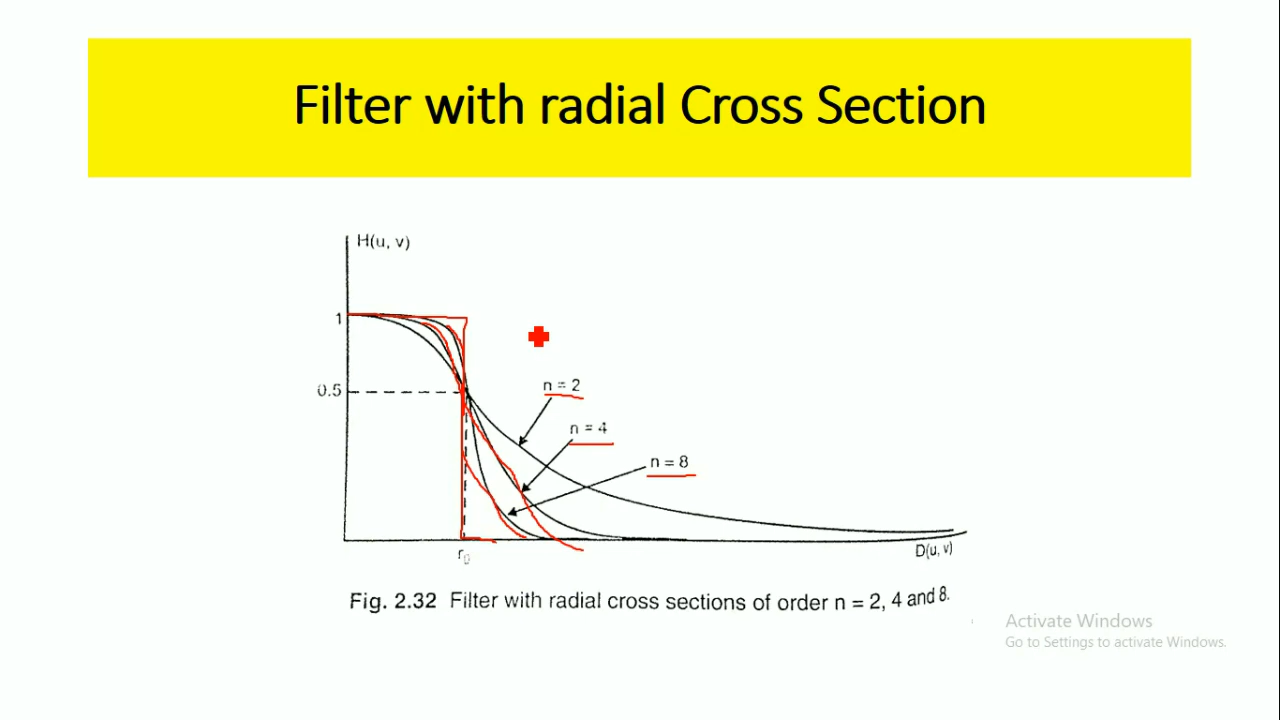 Filter with radial Cross Section
H(u, v)
1
0.5
n = 2
n = 4
n = 8
r0
D(u, v)
Fig. 2.32 Filter with radial cross sections of order n = 2, 4 and 8.
Activate Windows
Go to Settings to activate Windows.